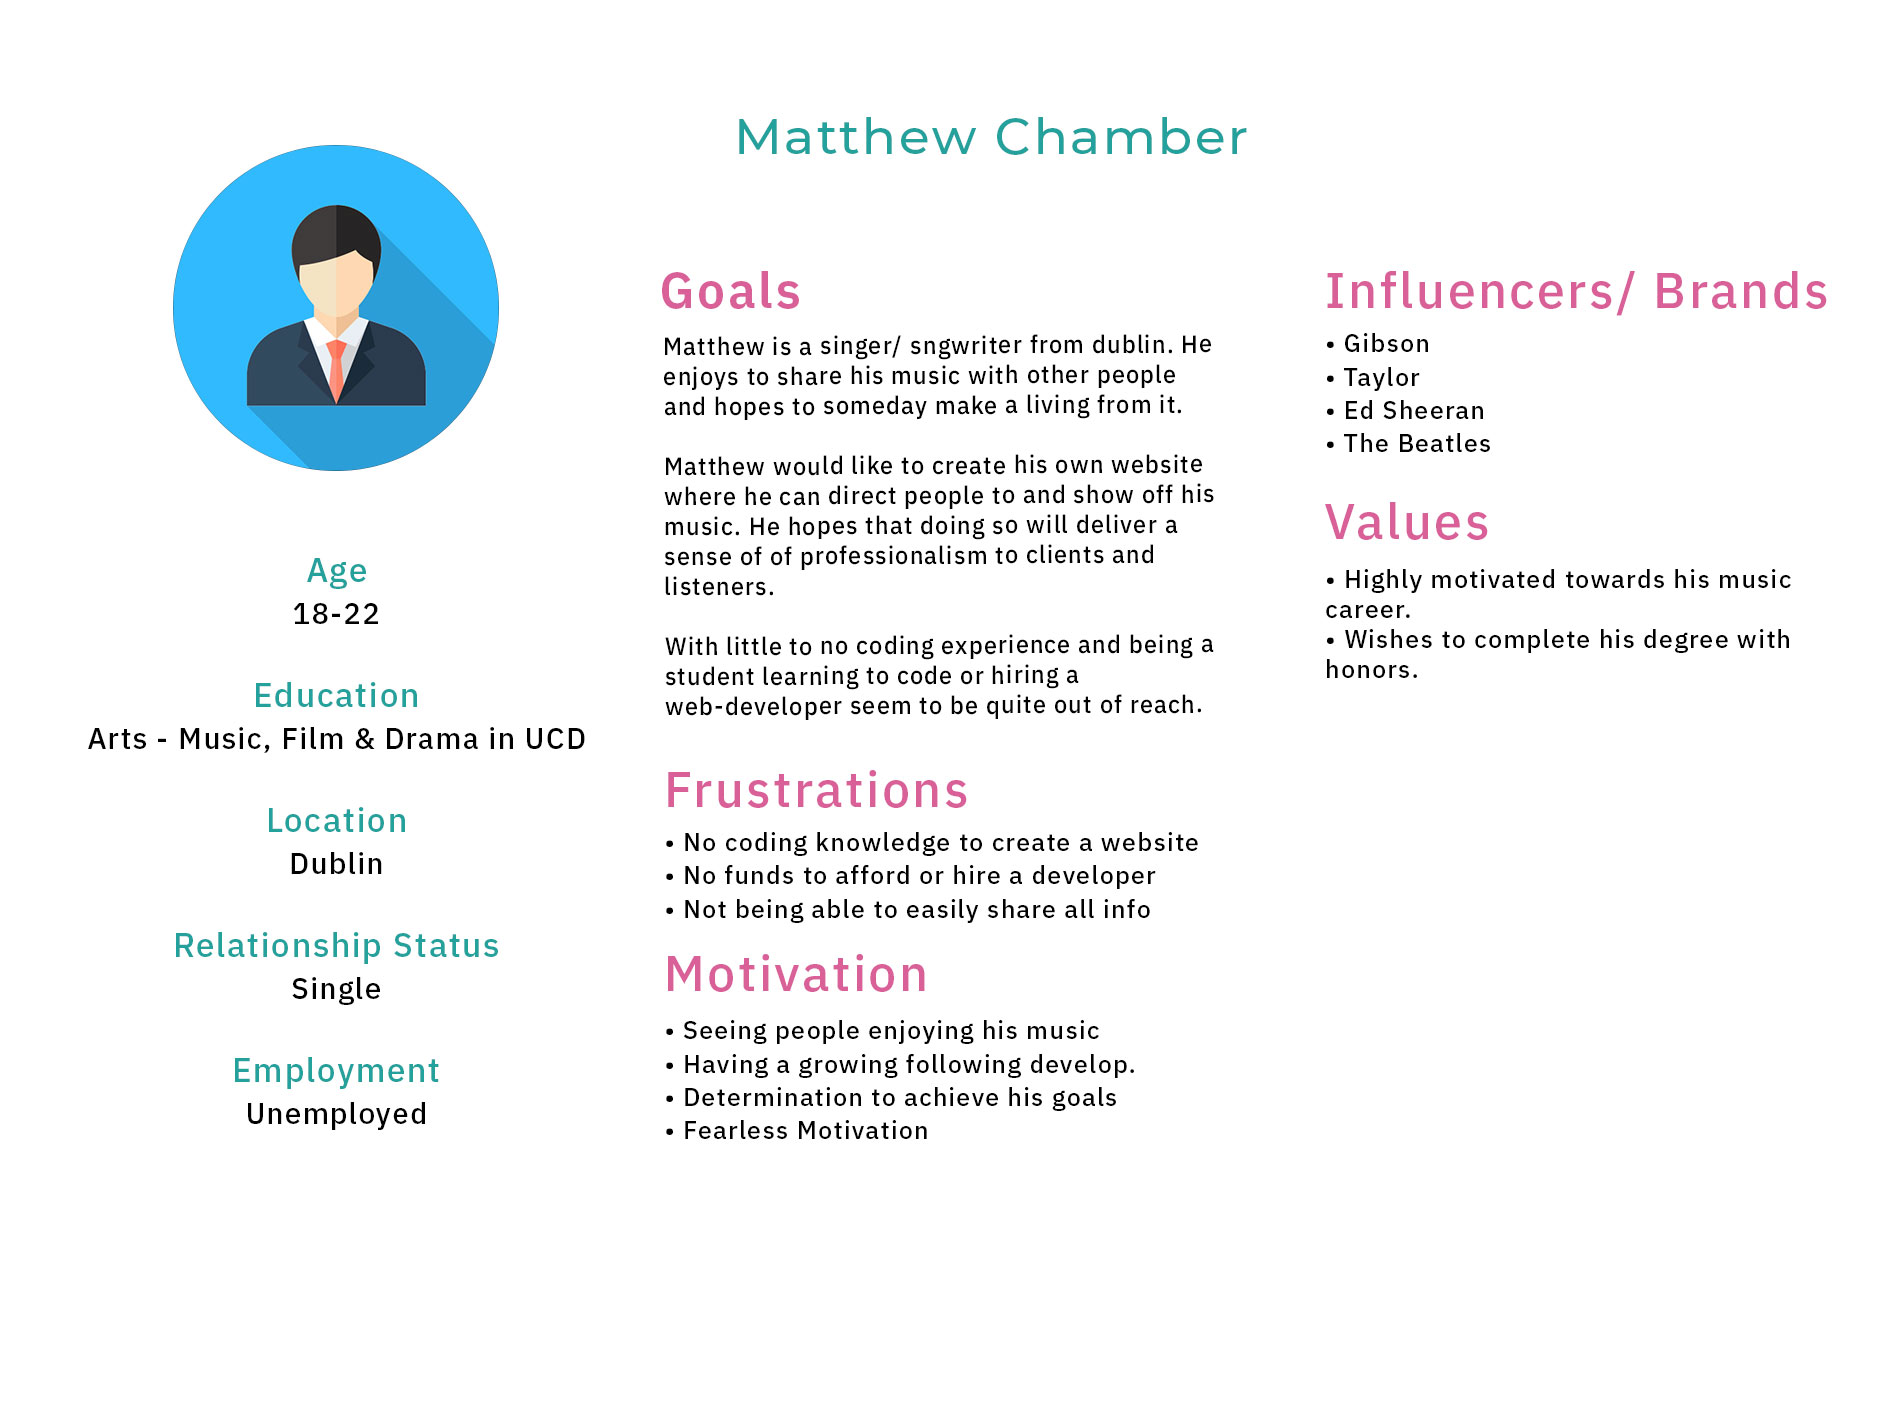 Matthew Chamber
Age
18-22
Education
Arts - Music, Film & Drama in UCD
Location
Dublin
Relationship Status
Single
Employment
Unemployed
Goals
Matthew is a singer/ sngwriter from dublin. He
enjoys to share his music with other people
and hopes to someday make a living from it.
Matthew would like to create his own website
where he can direct people to and show off his
music. He hopes that doing so will deliver a
sense of of professionalism to clients and
listeners.
With little to no coding experience and being a
student learning to code or hiring a
web-developer seem to be quite out of reach.
Frustrations
• No coding knowledge to create a website
• No funds to afford or hire a developer
• Not being able to easily share all info
Motivation
• Seeing people enjoying his music
• Having a growing following develop.
• Determination to achieve his goals
• Fearless Motivation
Influencers/ Brands
• Gibson
• Taylor
• Ed Sheeran
• The Beatles
Values
• Highly motivated towards his music
career.
• Wishes to complete his degree with
honors.